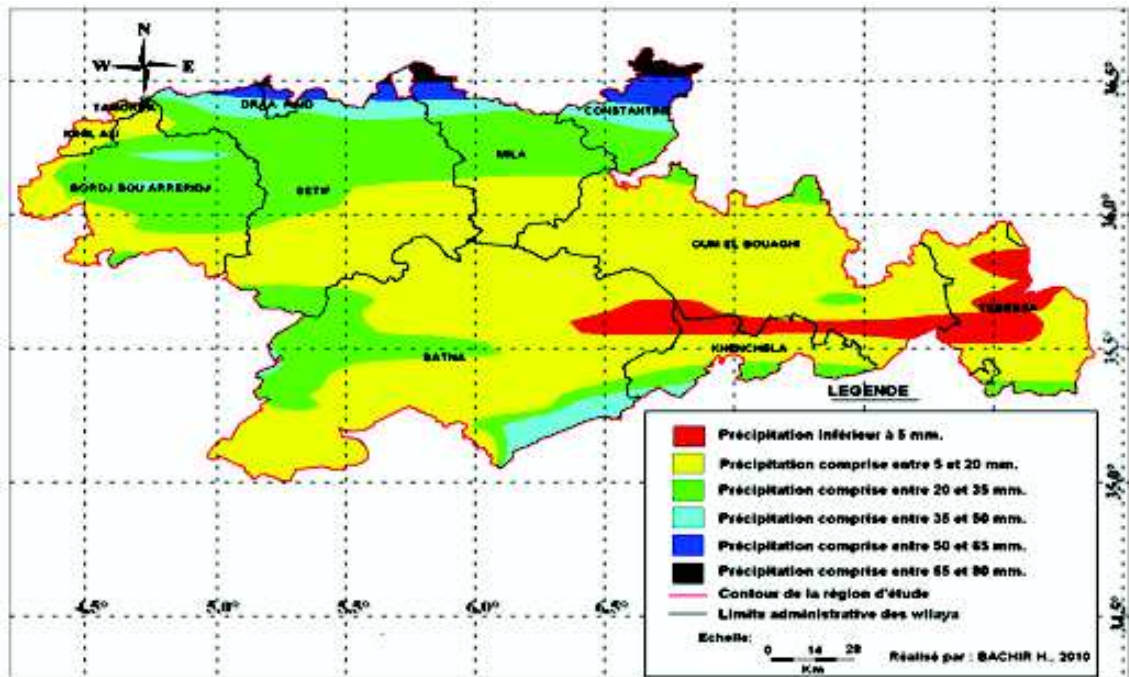 N
W E
36.5°
DRAA
CONSTANTINE
MILA
BORDJ BOU ARRERIDJ
SETIF
36.0°
OUM EL BOUAGHI
TEBESSA
35.5°
BATNA
KHENCHELA
LEGENDE
Précipitation inférieur à 5 mm.
Précipitation comprise entre 5 et 20 mm.
Précipitation comprise entre 20 et 35 mm.
35.0°
Précipitation comprise entre 35 et 50 mm.
Précipitation comprise entre 50 et 65 mm.
Précipitation comprise entre 65 et 80 mm.
Contour de la région d'étude
Limits administrative des wilaya
4.5° 5.0° 5.5° 6.0° 6.5°
34.5°
Echelle:
0 14 28
Km
Réalisé par : BACHIR H., 2010